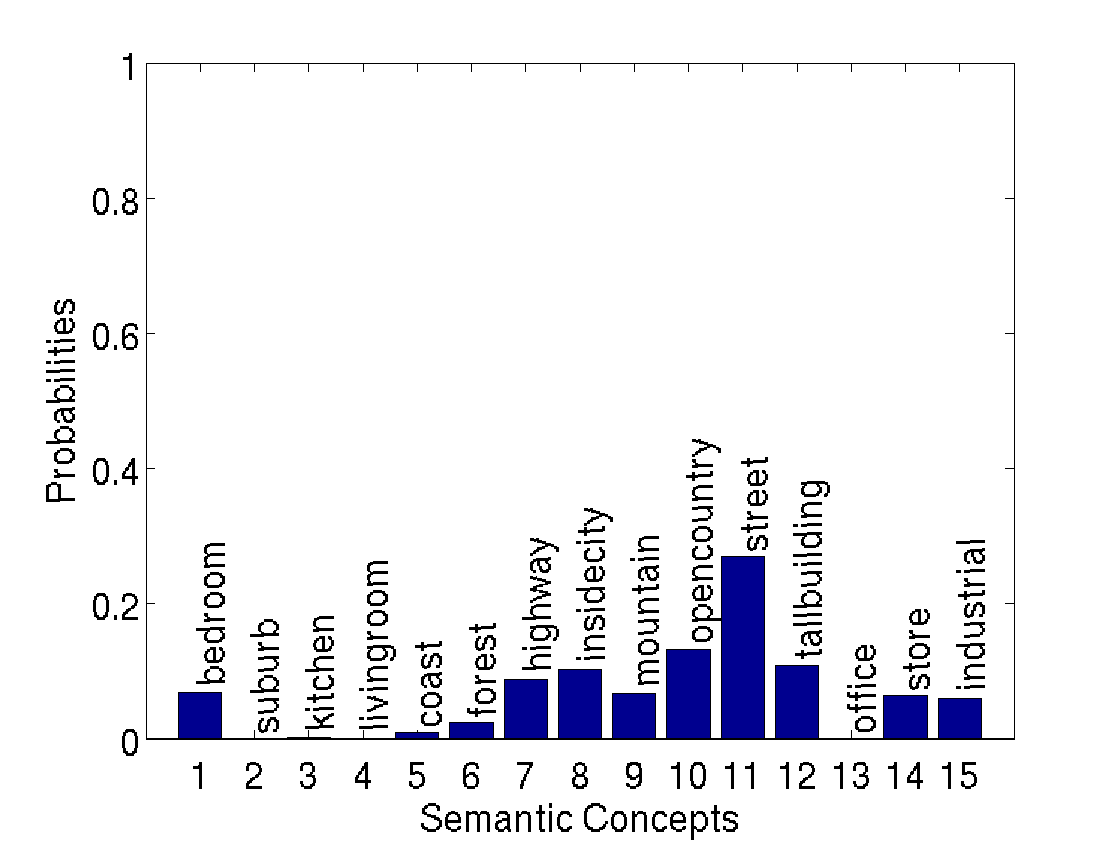 1
0.8
0.6
0.4
0.2
0
Probabilities
bedroom
suburb
kitchen
livingroom
coast
forest
highway
insidecity
mountain
opencountry
street
tallbuilding
office
store
industrial
1 2 3 4 5 6 7 8 9 10 11 12 13 14 15
Semantic Concepts